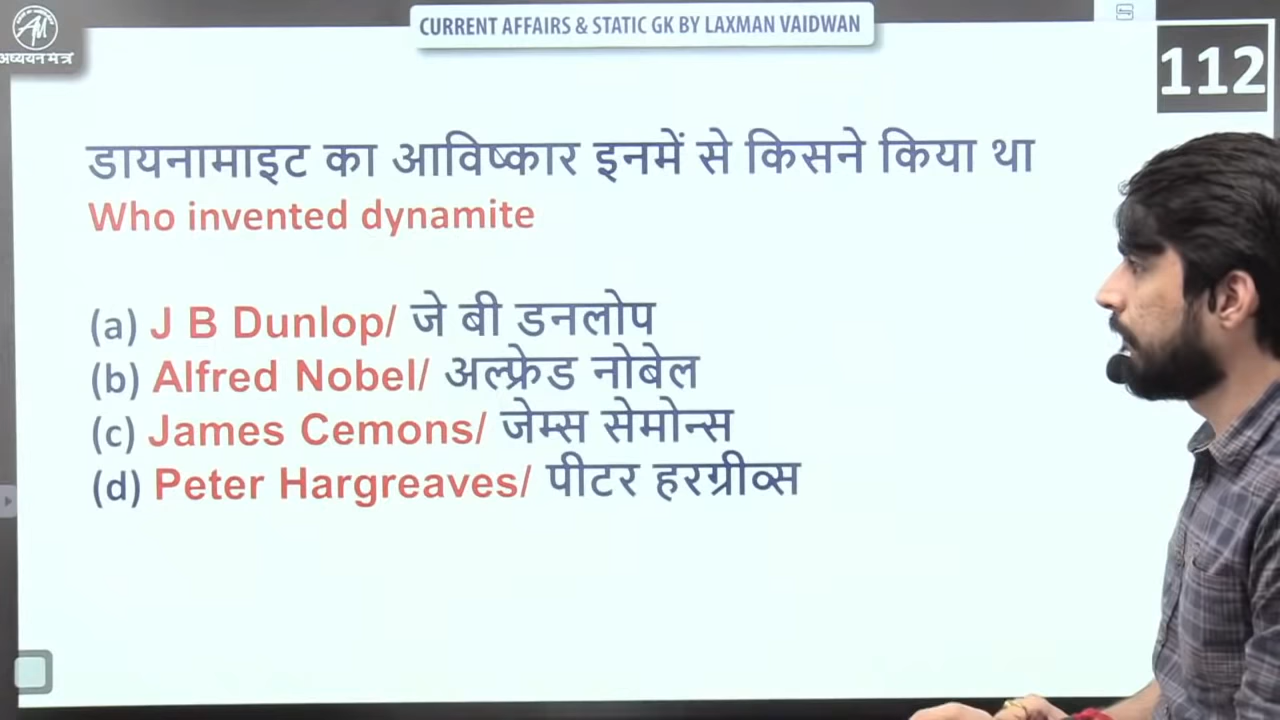 अध्ययन मंत्र
CURRENT AFFAIRS & STATIC GK BY LAXMAN VAIDWAN
112
डायनामाइट का आविष्कार इनमें से किसने किया था
Who invented dynamite
(a) J B Dunlop/ जे बी डनलोप
(b) Alfred Nobel/ अल्फ्रेड नोबेल
(c) James Cemons/ जेम्स सेमोन्स
(d) Peter Hargreaves/ पीटर हरग्रीव्स